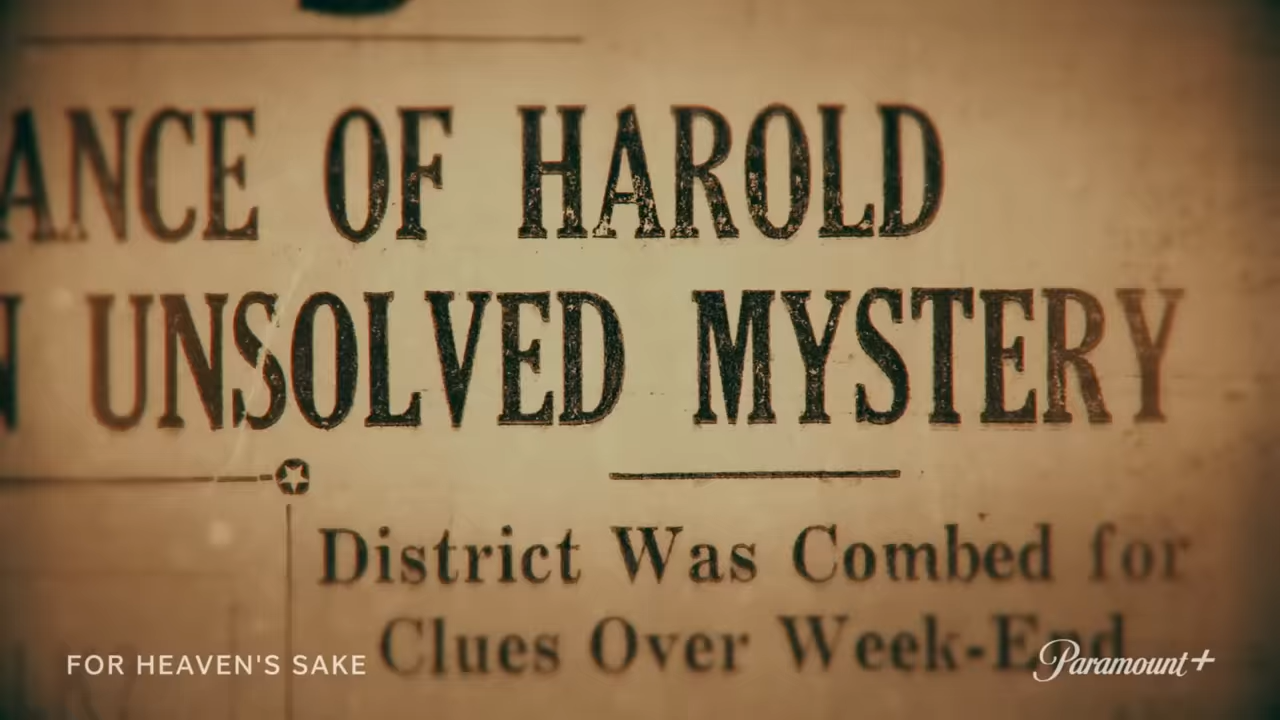 ANCE OF HAROLD
N UNSOLVED MYSTERY
District Was Combed for
Clues Over Week-End
FOR HEAVEN'S SAKE
Paramount+